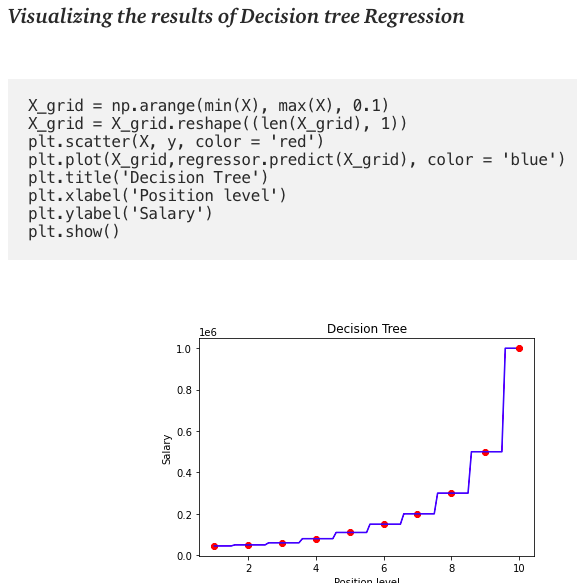 Visualizing the results of Decision tree Regression
X_grid = np.arange(min(X), max(X), 0.1)
X_grid = X_grid.reshape((len(X_grid), 1))
plt.scatter(X, y, color = 'red')
plt.plot(X_grid,regressor.predict(X_grid), color = 'blue')
plt.title('Decision Tree')
plt.xlabel('Position level')
plt.ylabel('Salary')
plt.show()
Decision Tree
1e6
1.0
0.8
0.6
0.4
0.2
0.0
Salary
2 4 6 8 10
Position level